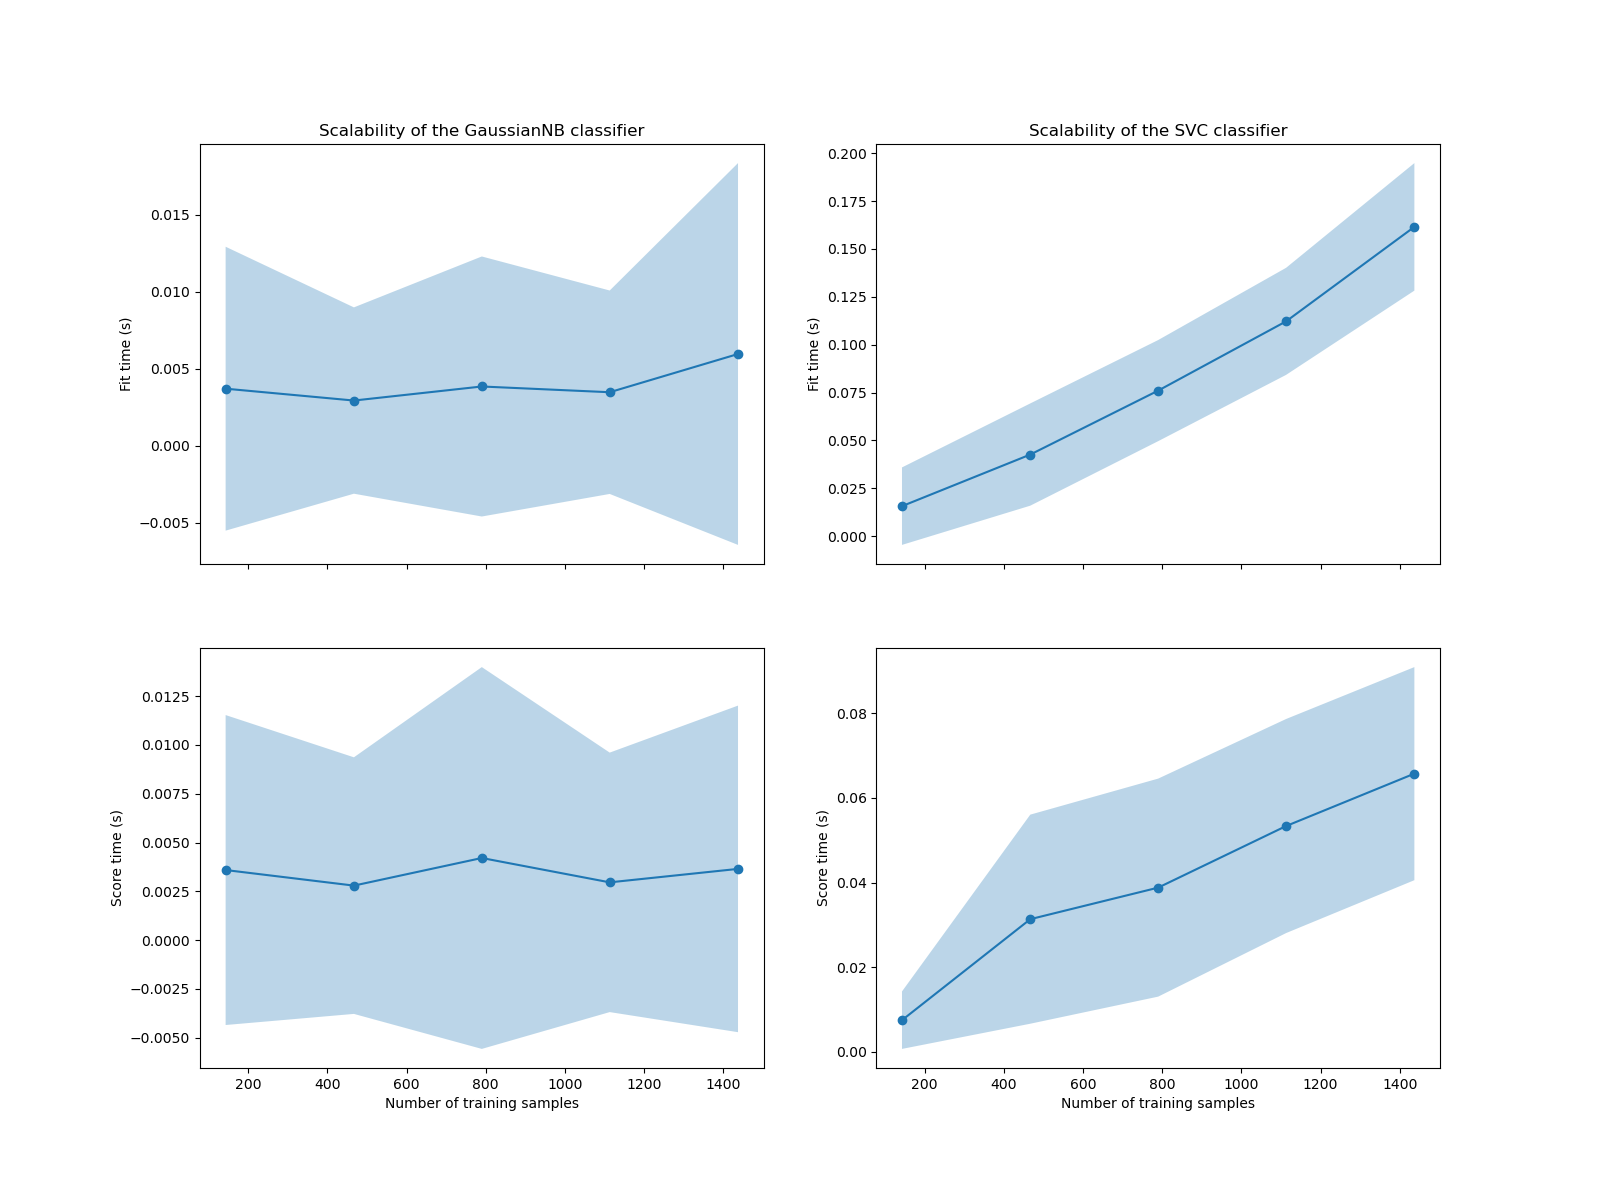 Scalability of the GaussianNB classifier
Fit time (s)
0.015
0.010
0.005
0.000
−0.005
Scalability of the SVC classifier
Fit time (s)
0.200
0.175
0.150
0.125
0.100
0.075
0.050
0.025
0.000
Score time (s)
0.0125
0.0100
0.0075
0.0050
0.0025
0.0000
−0.0025
−0.0050
200 400 600 800 1000 1200 1400
Number of training samples
Score time (s)
0.08
0.06
0.04
0.02
0.00
200 400 600 800 1000 1200 1400
Number of training samples